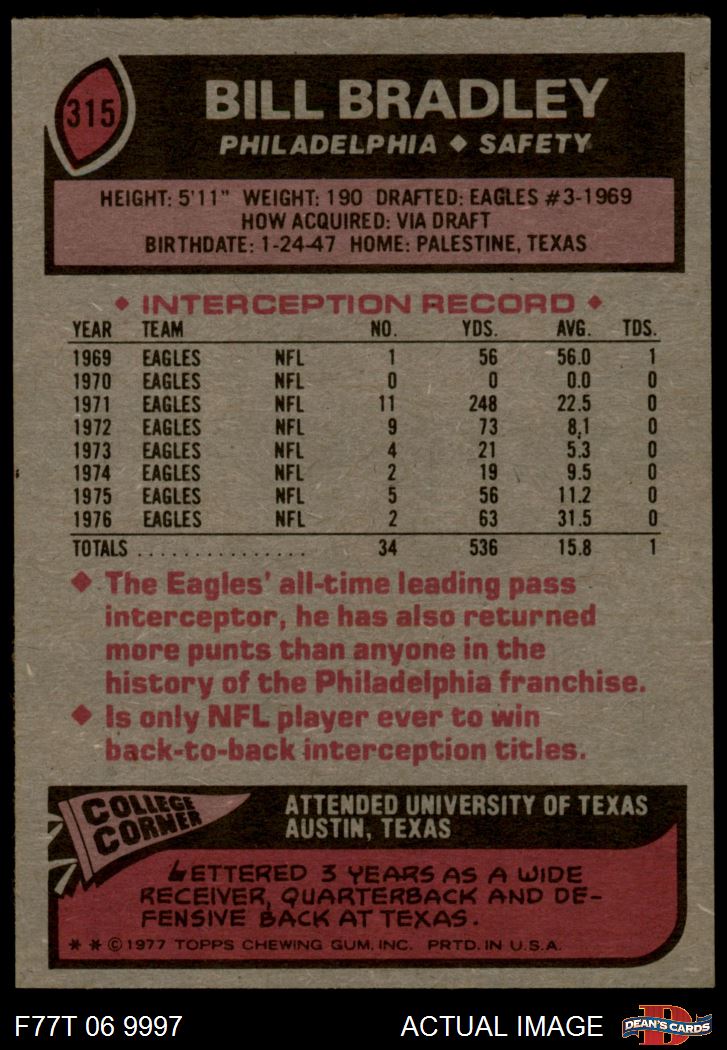 315
BILL BRADLEY
PHILADELPHIA ◆ SAFETY
HEIGHT: 5'11" WEIGHT: 190 DRAFTED: EAGLES #3-1969
HOW ACQUIRED: VIA DRAFT
BIRTHDATE: 1-24-47 HOME: PALESTINE, TEXAS
◆ INTERCEPTION RECORD ◆
YEAR TEAM NO. YDS. AVG. TDS.
1969 EAGLES NFL 1 56 56.0 1
1970 EAGLES NFL 0 0 0.0 0
1971 EAGLES NFL 11 248 22.5 0
1972 EAGLES NFL 9 73 8.1 0
1973 EAGLES NFL 4 21 5.3 0
1974 EAGLES NFL 2 19 9.5 0
1975 EAGLES NFL 5 56 11.2 0
1976 EAGLES NFL 2 63 31.5 0
TOTALS ................ 34 536 15.8 1
◆ The Eagles' all-time leading pass
interceptor, he has also returned
more punts than anyone in the
history of the Philadelphia franchise.
◆ Is only NFL player ever to win
back-to-back interception titles.
COLLEGE
CORNER
ATTENDED UNIVERSITY OF TEXAS
AUSTIN, TEXAS
LETTERED 3 YEARS AS A WIDE
RECEIVER, QUARTERBACK AND DE-
FENSIVE BACK AT TEXAS.
* * © 1977 TOPPS CHEWING GUM, INC. PRTD. IN U.S.A.
F77T 06 9997 ACTUAL IMAGE
D
DEAN'S CARDS